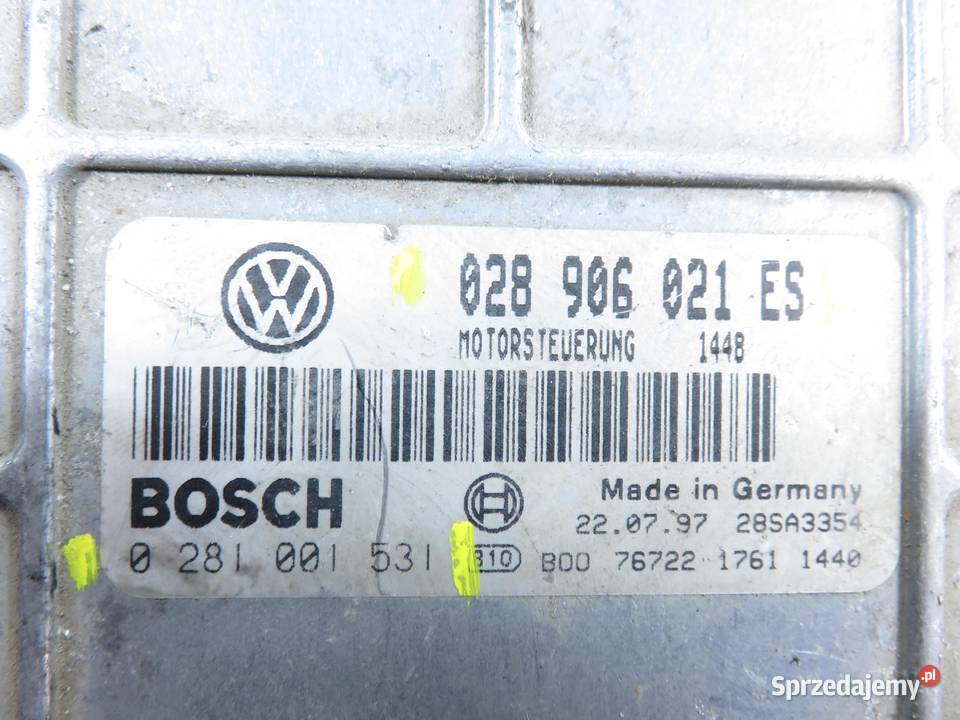 028 906 021 ES
MOTORSTEUERUNG 1448
BOSCH
Made in Germany
22.07.97 28SA3354
0 281 001 531 310 B00 76722 1761 1440
Sprzedajemy.pl